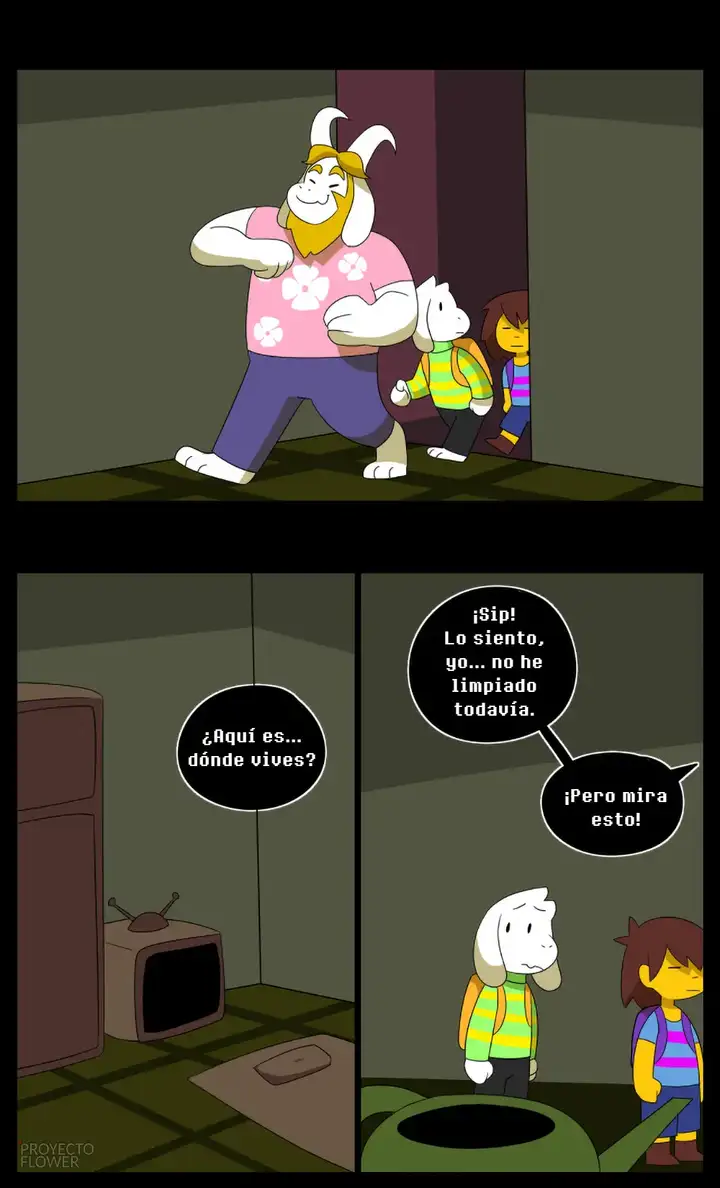 ¿Aquí es...
dónde vives?
¡Sip!
Lo siento,
yo... no he
limpiado
todavía.
¡Pero mira
esto!
PROYECTO
FLOWER